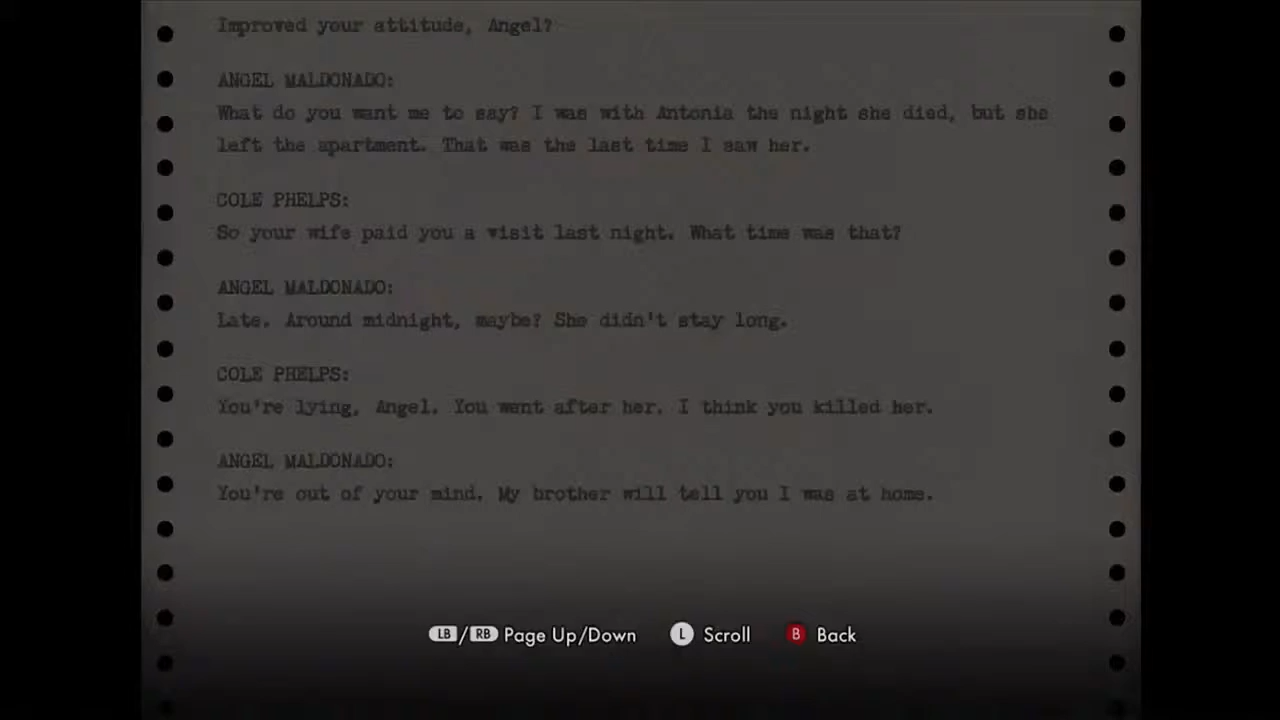 Improved your attitude, Angel?
ANGEL MALDONADO:
What do you want me to say? I was with Antonia the night she died, but she
left the apartment. That was the last time I saw her.
COLE PHELPS:
So your wife paid you a visit last night. What time was that?
ANGEL MALDONADO:
Late. Around midnight, maybe? She didn't stay long.
COLE PHELPS:
You're lying, Angel. You went after her. I think you killed her.
ANGEL MALDONADO:
You're out of your mind. My brother will tell you I was at home.
LB/RB Page Up/Down L Scroll B Back